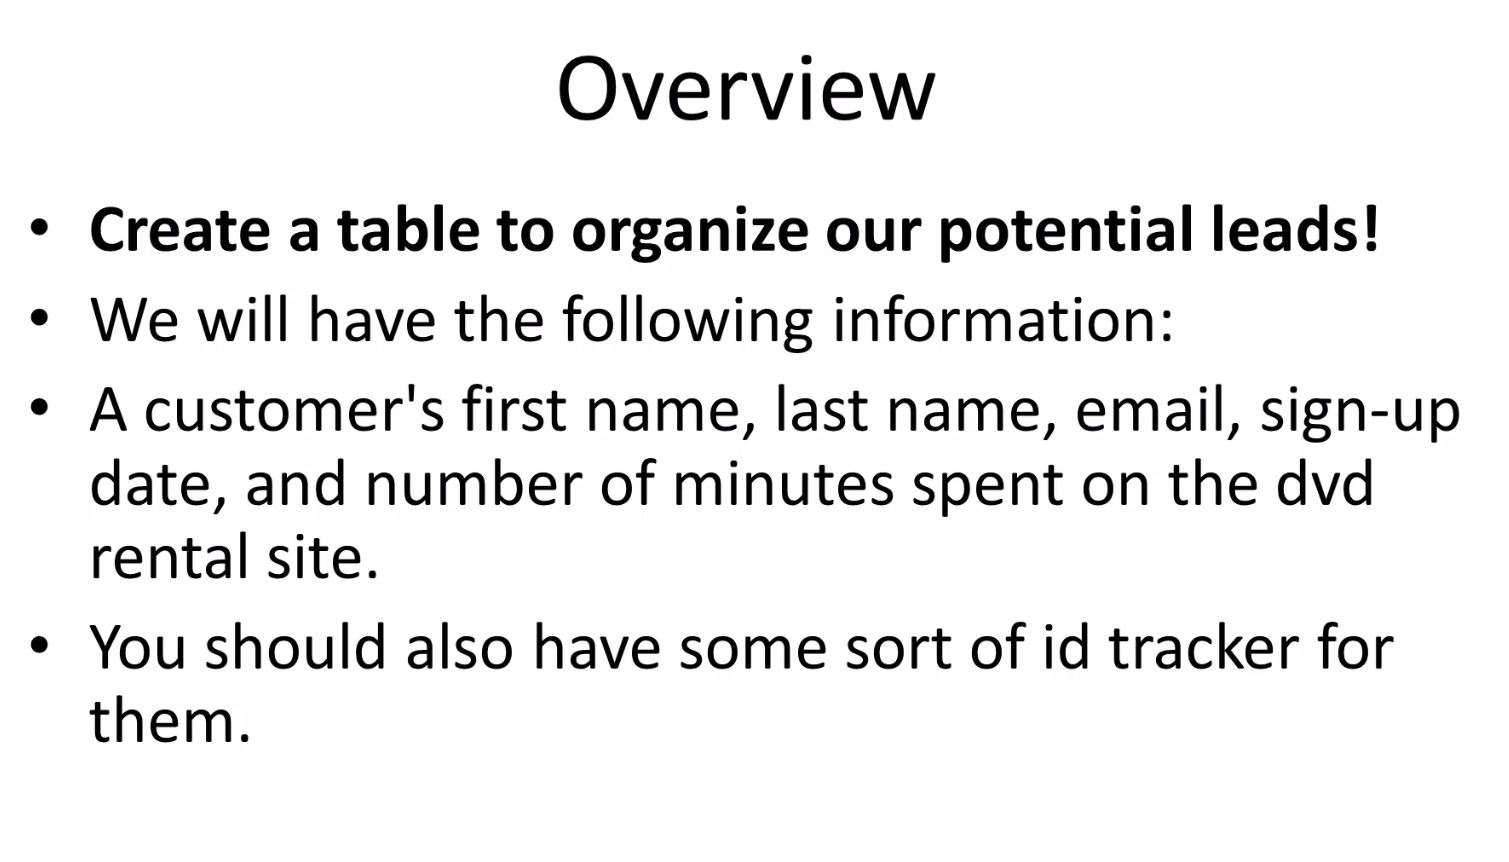 Overview
• Create a table to organize our potential leads!
• We will have the following information:
• A customer's first name, last name, email, sign-up
date, and number of minutes spent on the dvd
rental site.
• You should also have some sort of id tracker for
them.